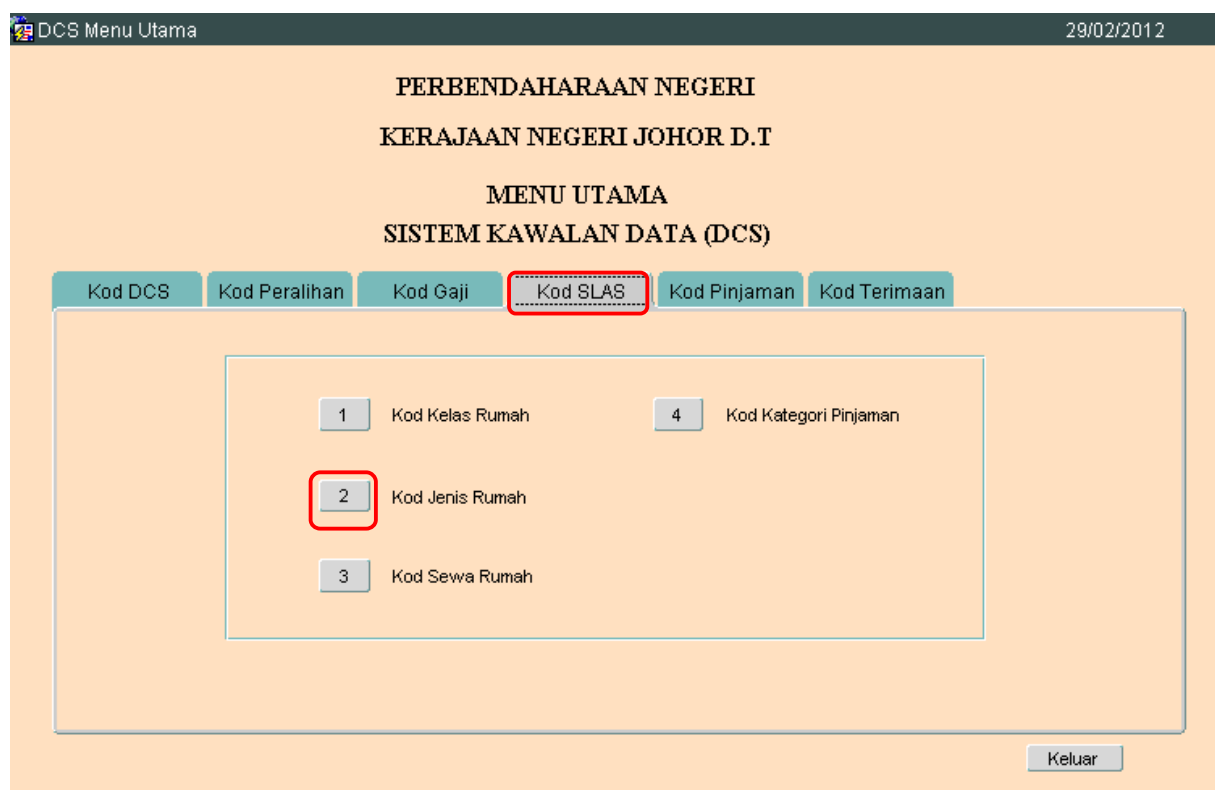 DCS Menu Utama 29/02/2012
PERBENDAHARAAN NEGERI
KERAJAAN NEGERI JOHOR D.T
MENU UTAMA
SISTEM KAWALAN DATA (DCS)
Kod DCS Kod Peralihan Kod Gaji Kod SLAS Kod Pinjaman Kod Terimaan
1 Kod Kelas Rumah 4 Kod Kategori Pinjaman
2 Kod Jenis Rumah
3 Kod Sewa Rumah
Keluar